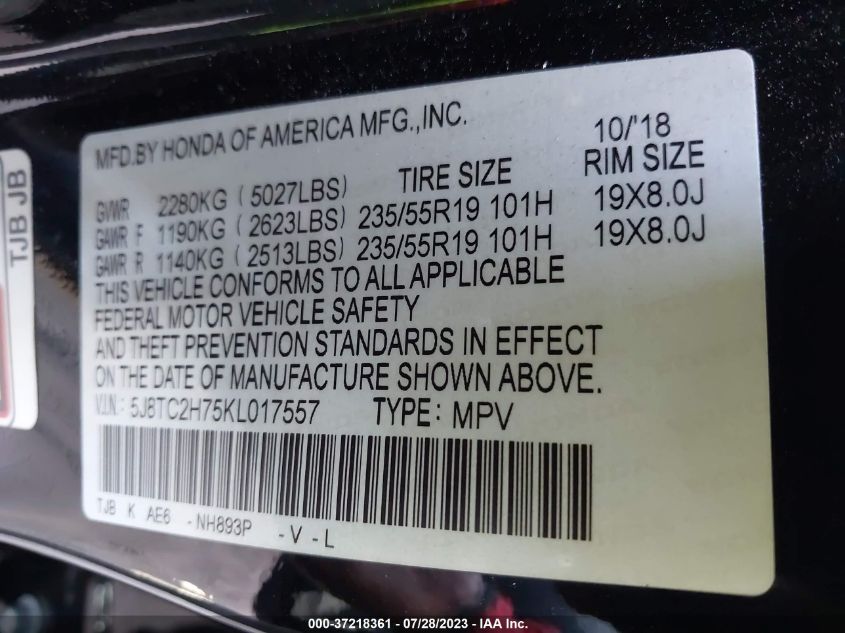 TJB JB
MFD.BY HONDA OF AMERICA MFG.,INC. 10/'18
TIRE SIZE RIM SIZE
GVWR 2280KG (5027LBS)
GAWR F 1190KG (2623LBS) 235/55R19 101H 19X8.0J
GAWR R 1140KG (2513LBS) 235/55R19 101H 19X8.0J
THIS VEHICLE CONFORMS TO ALL APPLICABLE
FEDERAL MOTOR VEHICLE SAFETY
AND THEFT PREVENTION STANDARDS IN EFFECT
ON THE DATE OF MANUFACTURE SHOWN ABOVE.
V.I.N.: 5J8TC2H75KL017557 TYPE: MPV
TJB K AE6 -NH893P -V-L
000-37218361 - 07/28/2023 - IAA Inc.